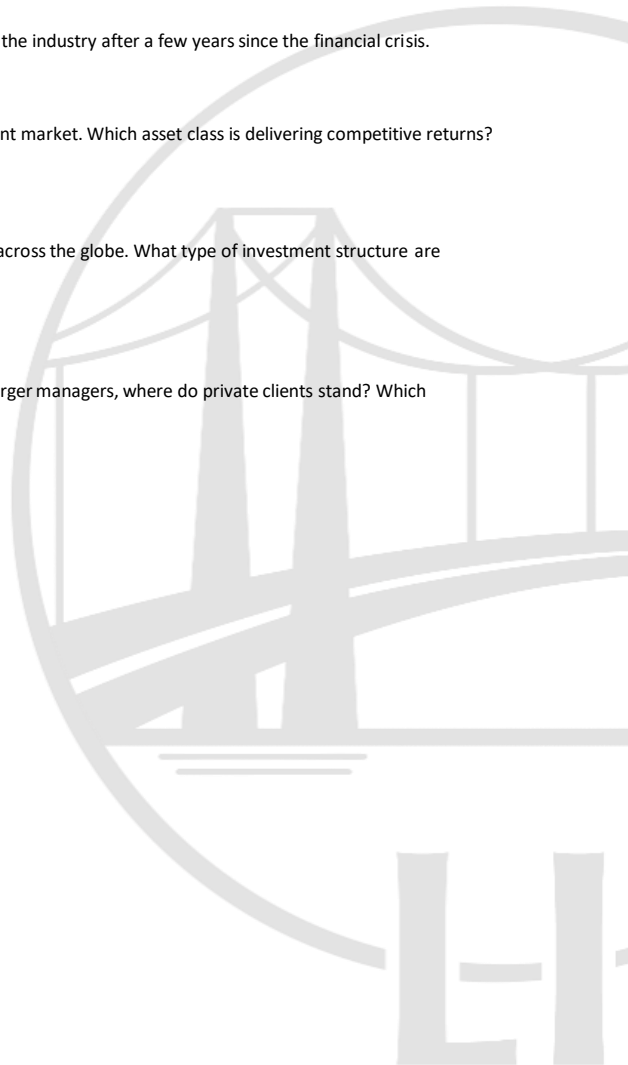 the industry after a few years since the financial crisis.
nt market. Which asset class is delivering competitive returns?
across the globe. What type of investment structure are
rger managers, where do private clients stand? Which